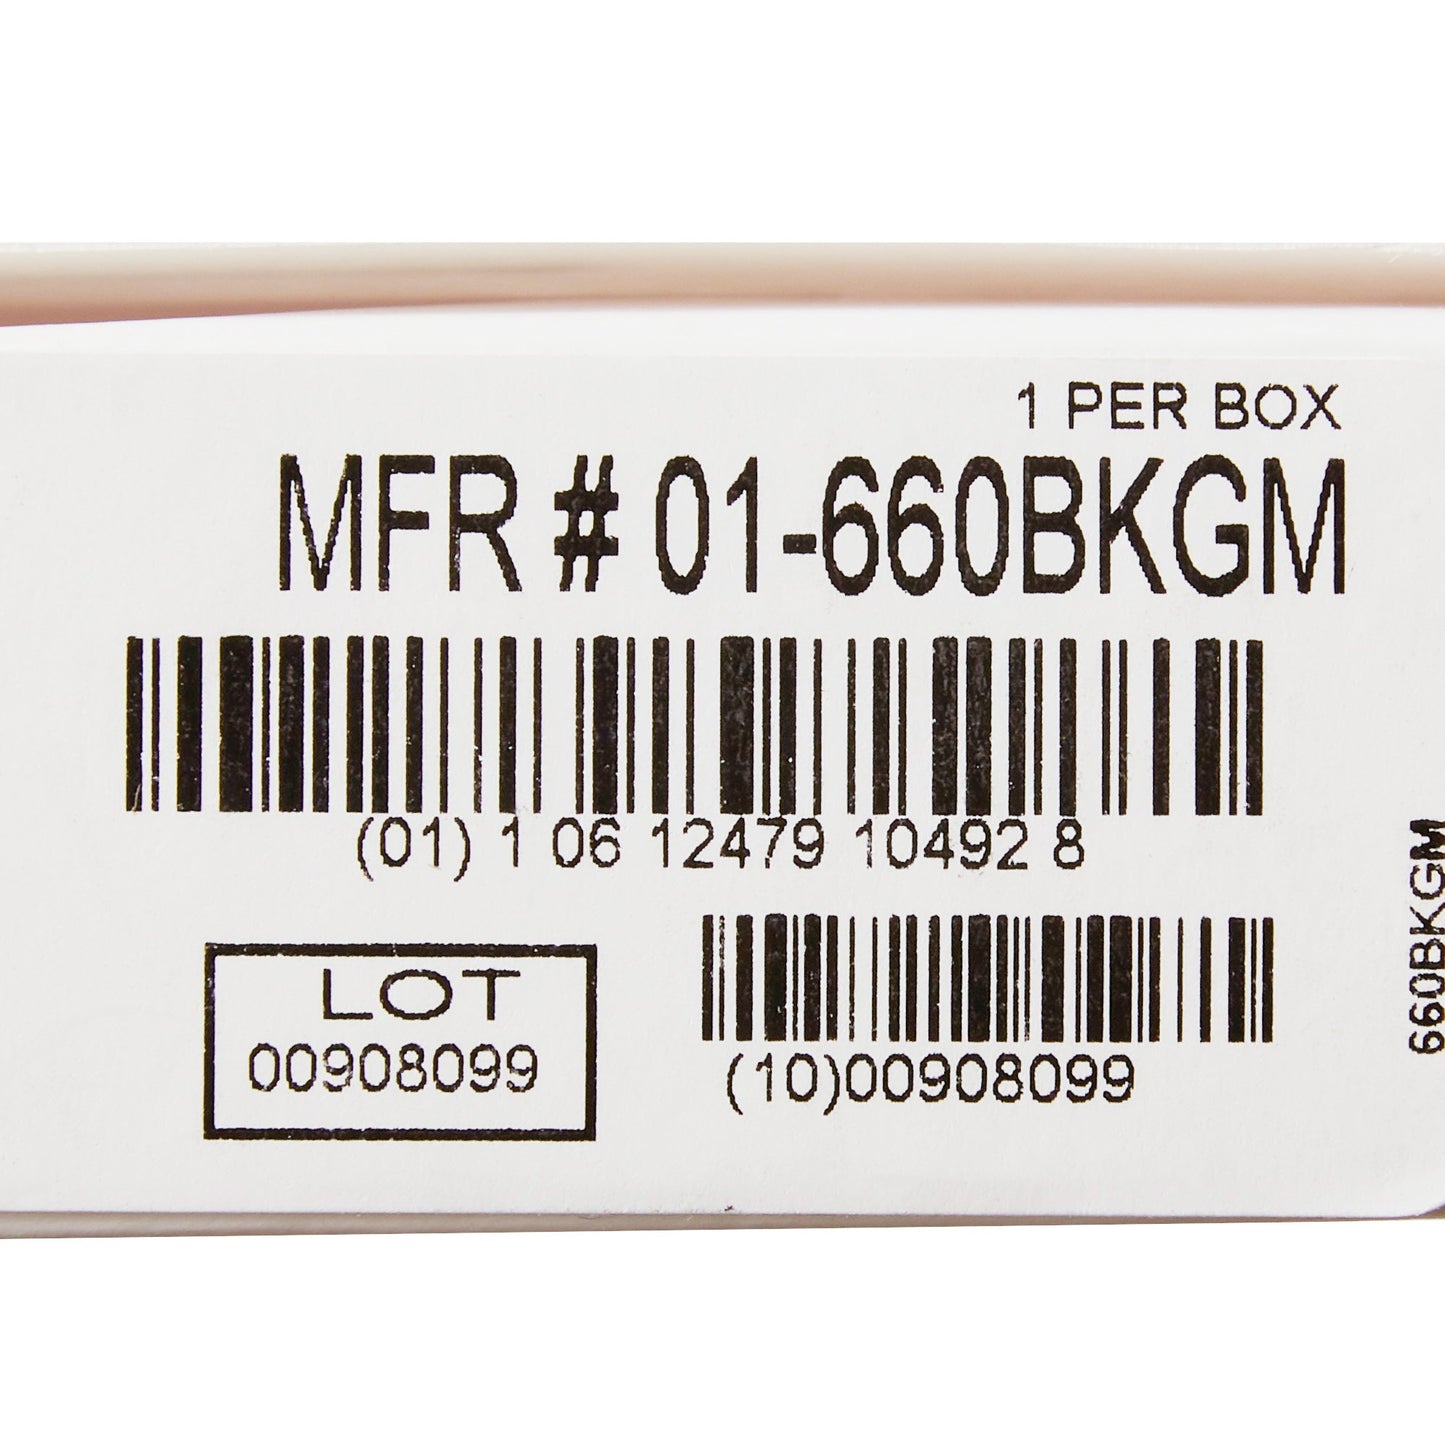 1 PER BOX
MFR # 01-660BKGM
(01) 1 06 12479 10492 8
LOT
00908099
(10)00908099
660BKGM